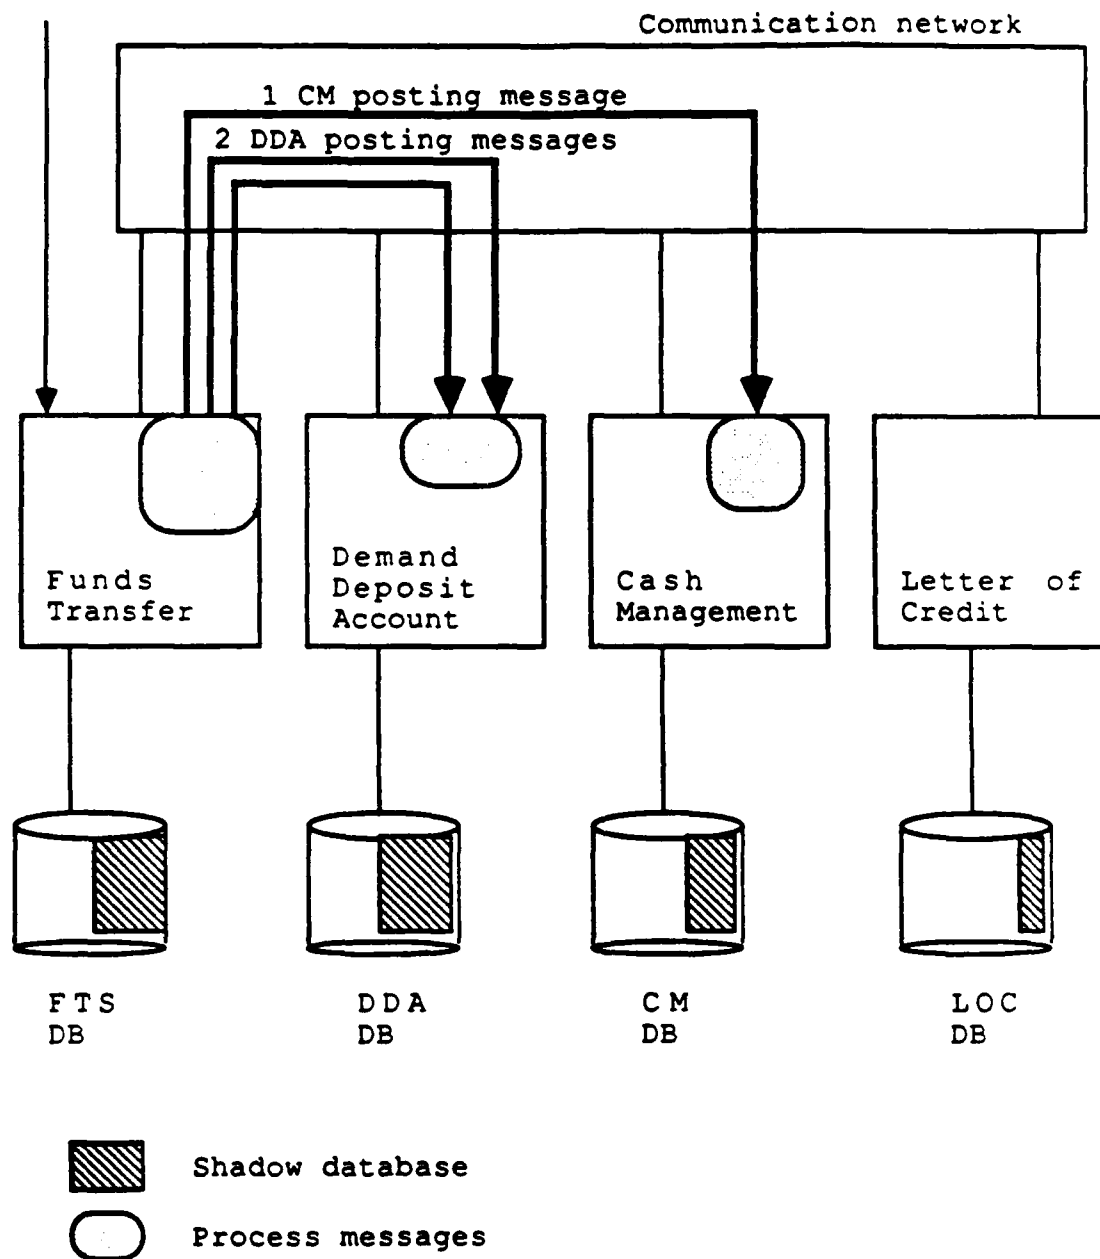 Communication network
1 CM posting message
2 DDA posting messages
Funds
Transfer
Demand
Deposit
Account
Cash
Management
Letter of
Credit
FTS
DB
DDA
DB
CM
DB
LOC
DB
Shadow database
Process messages